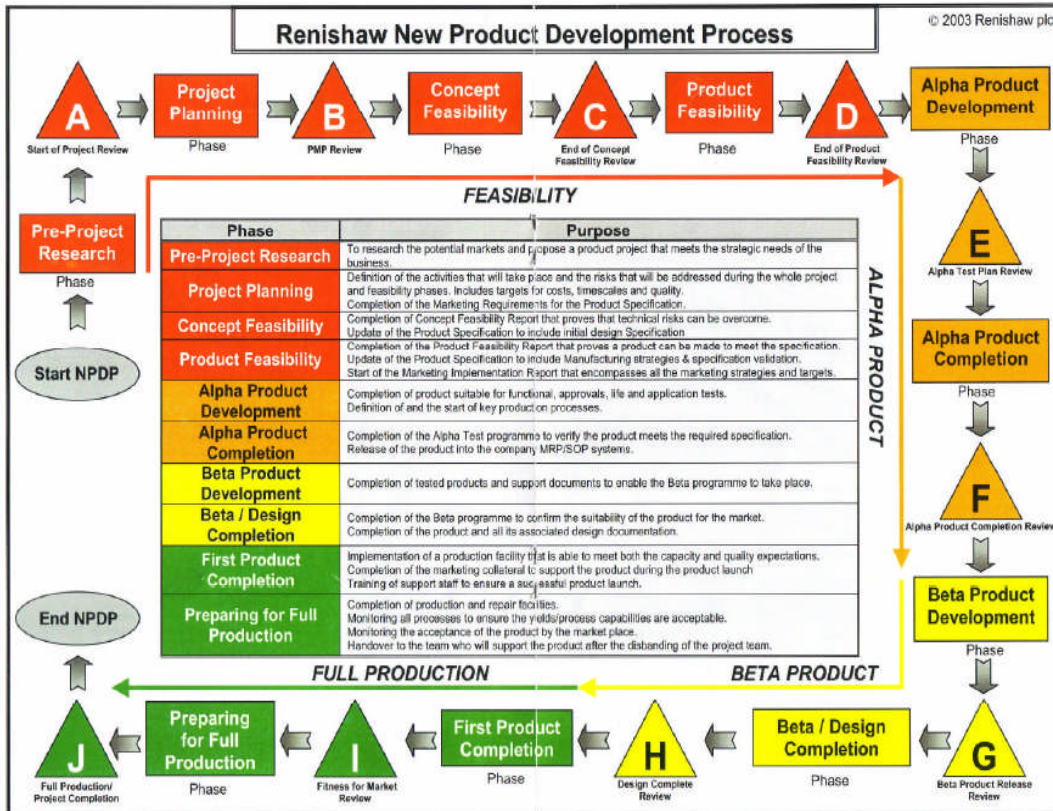 © 2003 Renishaw plc
Renishaw New Product Development Process
A
Start of Project Review
Project
Planning
Phase
B
PMP Review
Concept
Feasibility
Phase
C
End of Concept
Feasibility Review
Product
Feasibility
Phase
D
End of Product
Feasibility Review
Alpha Product
Development
Phase
E
Alpha Test Plan Review
Alpha Product
Completion
Phase
F
Alpha Product Completion Review
Beta Product
Development
Phase
G
Beta Product Release
Review
Beta / Design
Completion
Phase
H
Design Complete
Review
First Product
Completion
Phase
I
Fitness for Market
Review
Preparing
for Full
Production
Phase
J
Full Production/
Project Completion
End NPDP
Start NPDP
Pre-Project
Research
Phase
FEASIBILITY
ALPHA PRODUCT
BETA PRODUCT
FULL PRODUCTION
Phase
Purpose
Pre-Project Research
To research the potential markets and propose a product project that meets the strategic needs of the
business.
Project Planning
Definition of the activities that will take place and the risks that will be addressed during the whole project
and feasibility phases. Includes targets for costs, timescales and quality.
Completion of the Marketing Requirements for the Product Specification.
Concept Feasibility
Completion of Concept Feasibility Report that proves that technical risks can be overcome.
Update of the Product Specification to include initial design Specification
Product Feasibility
Completion of the Product Feasibility Report that proves a product can be made to meet the specification.
Update of the Product Specification to include Manufacturing strategies & specification validation.
Start of the Marketing Implementation Report that encompasses all the marketing strategies and targets.
Alpha Product
Development
Completion of product suitable for functional, approvals, life and application tests.
Definition of and the start of key production processes.
Alpha Product
Completion
Completion of the Alpha Test programme to verify the product meets the required specification.
Release of the product into the company MRP/SOP systems.
Beta Product
Development
Completion of tested products and support documents to enable the Beta programme to take place.
Beta / Design
Completion
Completion of the Beta programme to confirm the suitability of the product for the market.
Completion of the product and all its associated design documentation.
First Product
Completion
Implementation of a production facility that is able to meet both the capacity and quality expectations.
Completion of the marketing collateral to support the product during the product launch
Training of support staff to ensure a successful product launch.
Preparing for Full
Production
Completion of production and repair facilities.
Monitoring all processes to ensure the yields/process capabilities are acceptable.
Monitoring the acceptance of the product by the market place.
Handover to the team who will support the product after the disbanding of the project team.